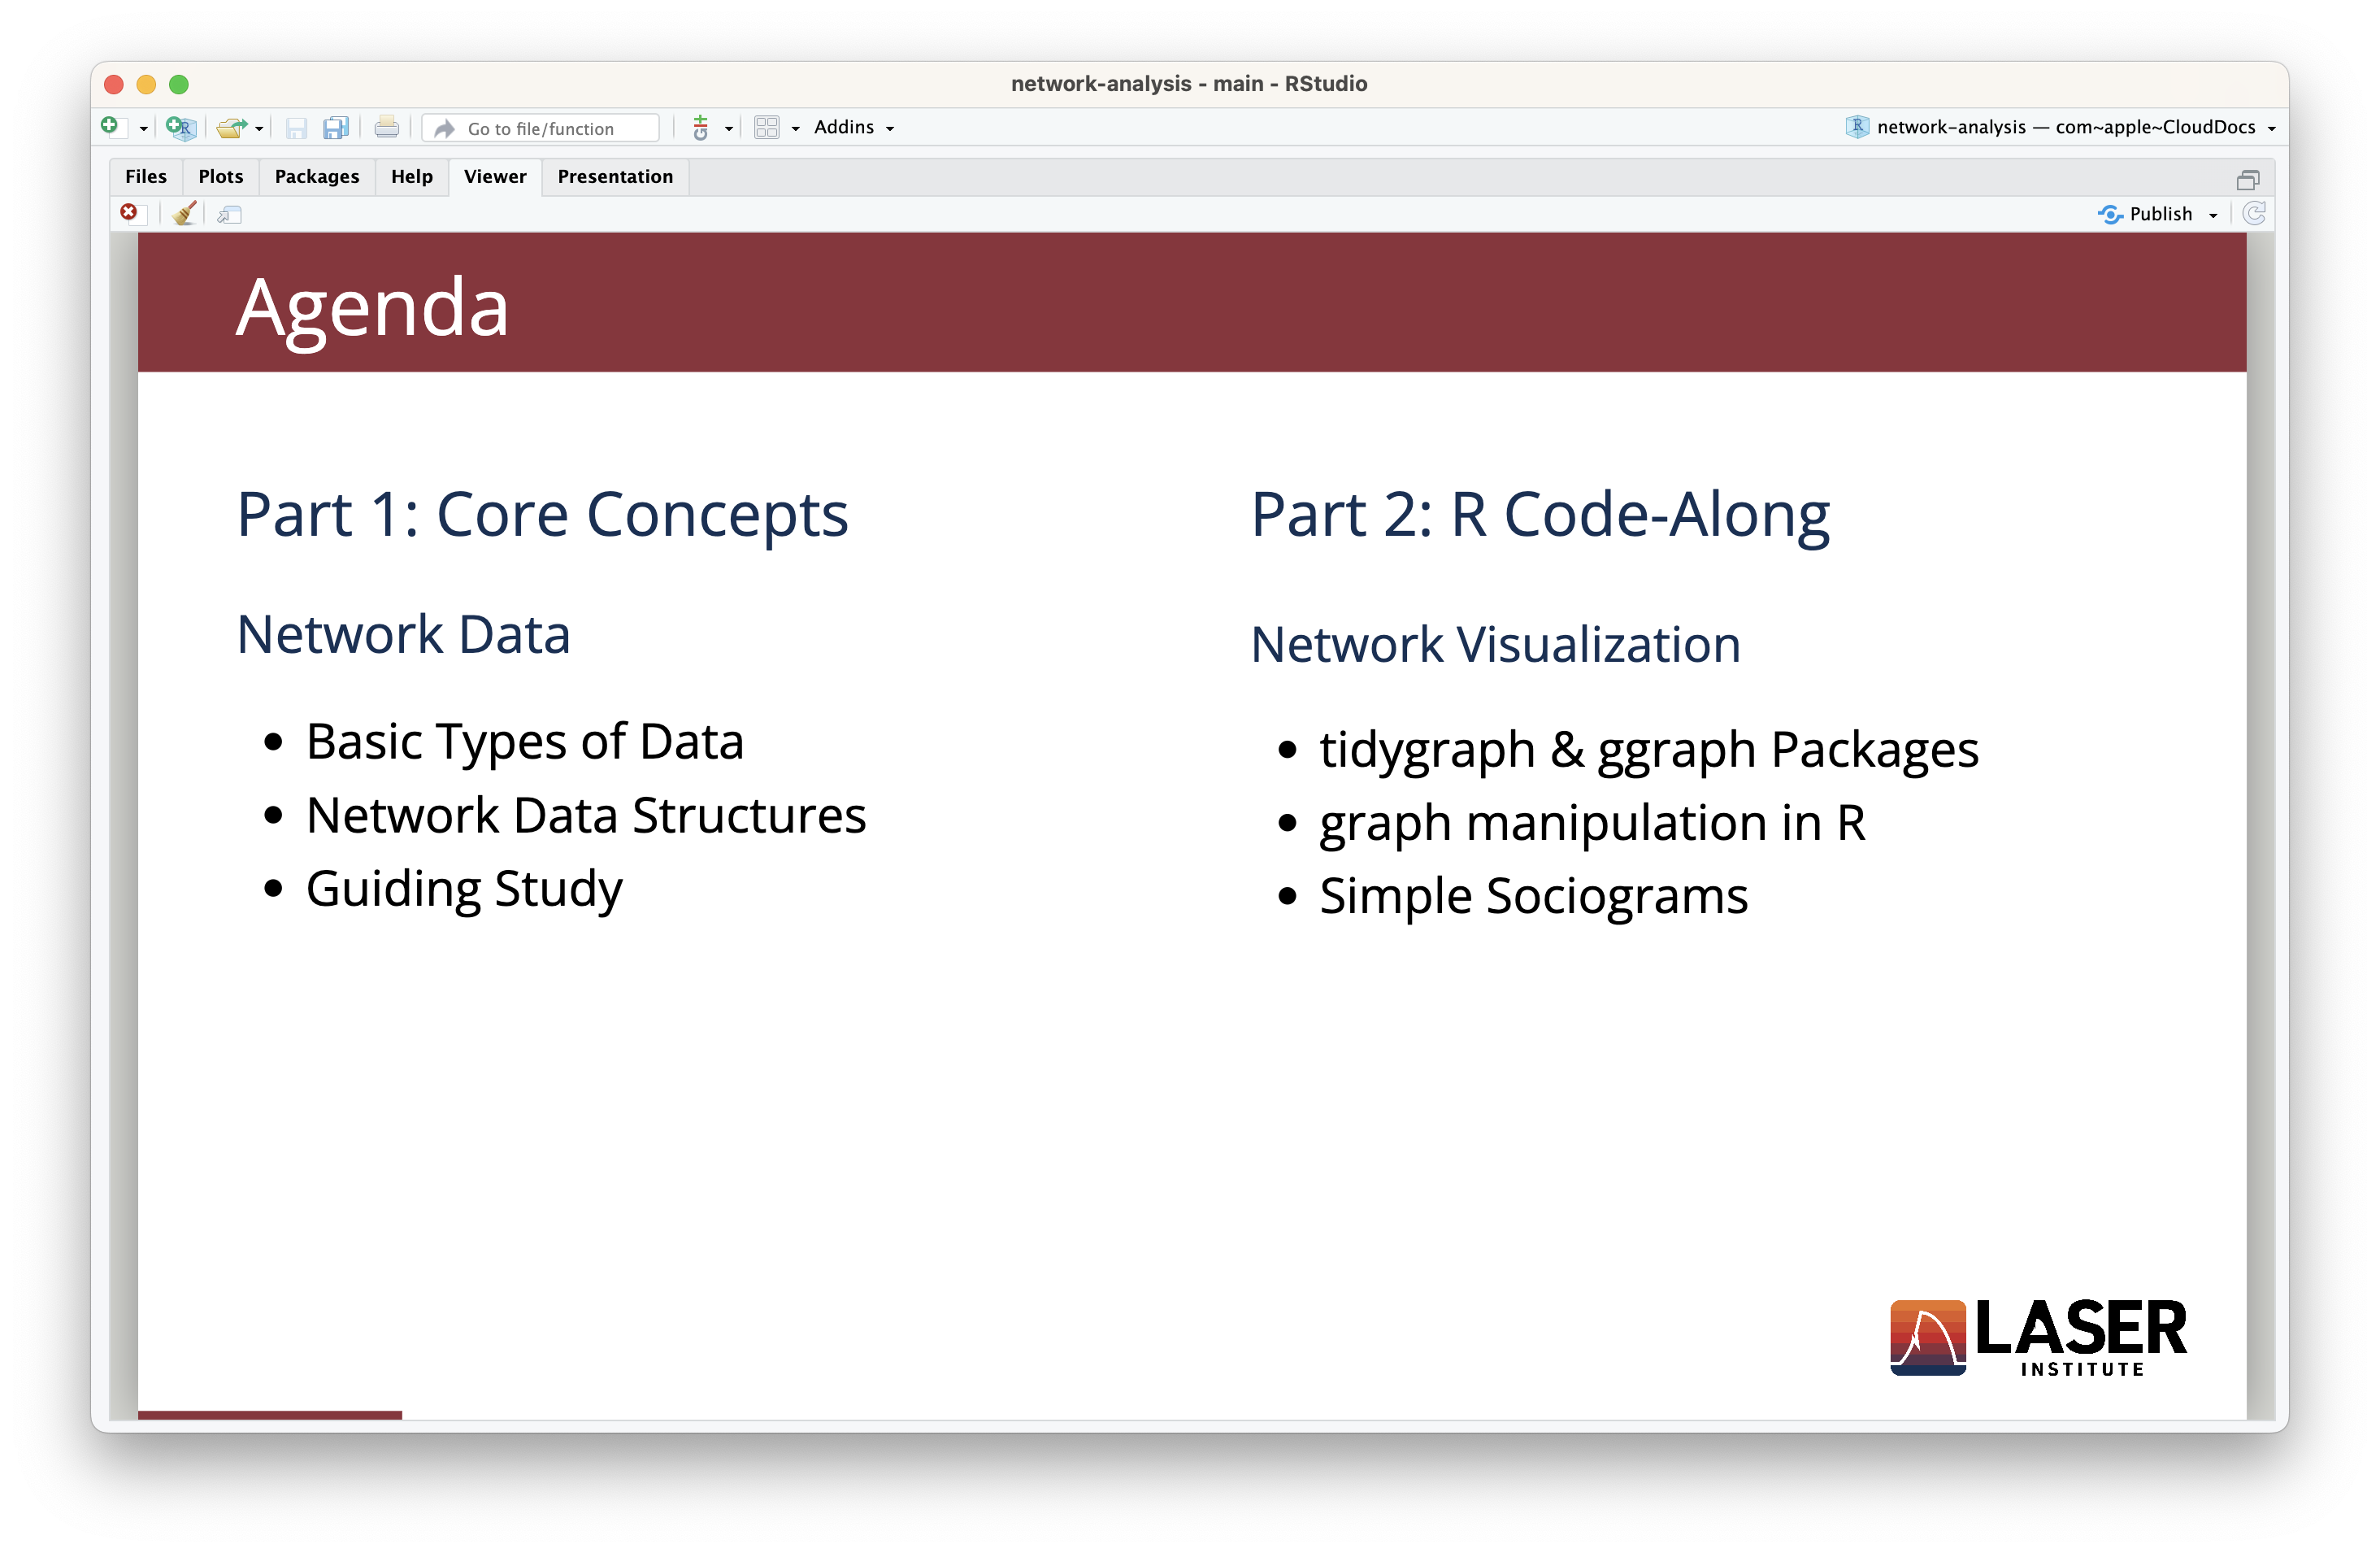 network-analysis - main - RStudio
Go to file/function
Addins
network-analysis — com~apple~CloudDocs
Files Plots Packages Help Viewer Presentation
Publish
Agenda
Part 1: Core Concepts
Network Data
• Basic Types of Data
• Network Data Structures
• Guiding Study
Part 2: R Code-Along
Network Visualization
• tidygraph & ggraph Packages
• graph manipulation in R
• Simple Sociograms
LASER
INSTITUTE